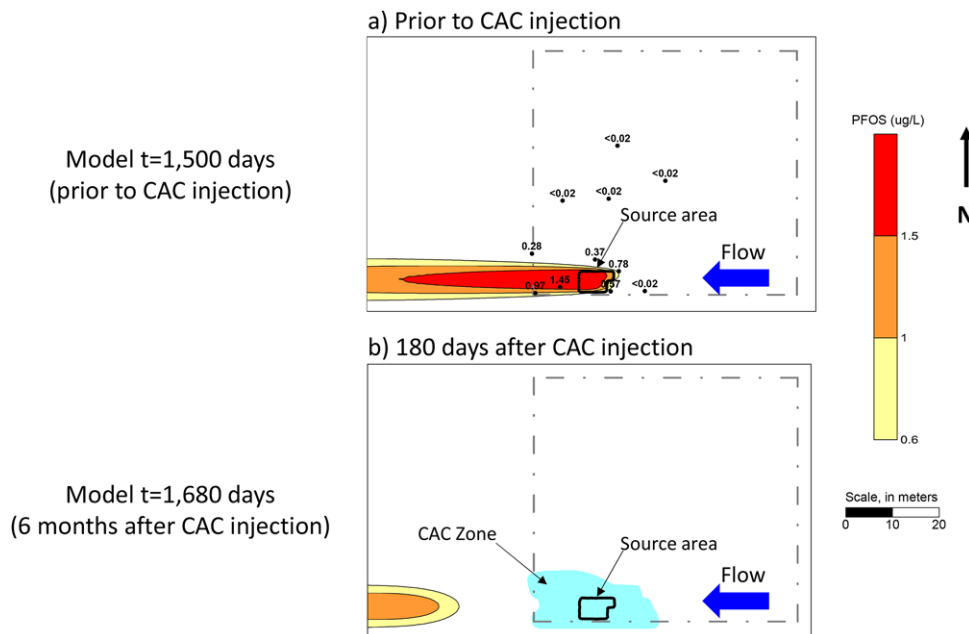 a) Prior to CAC injection
Model t=1,500 days
(prior to CAC injection)
<0.02
<0.02
<0.02
<0.02
Source area
0.28
0.37
0.78
Flow
0.97
1.45
0.57
<0.02
PFOS (ug/L)
1.5
1
0.6
N
b) 180 days after CAC injection
Model t=1,680 days
(6 months after CAC injection)
CAC Zone
Source area
Flow
Scale, in meters
0 10 20